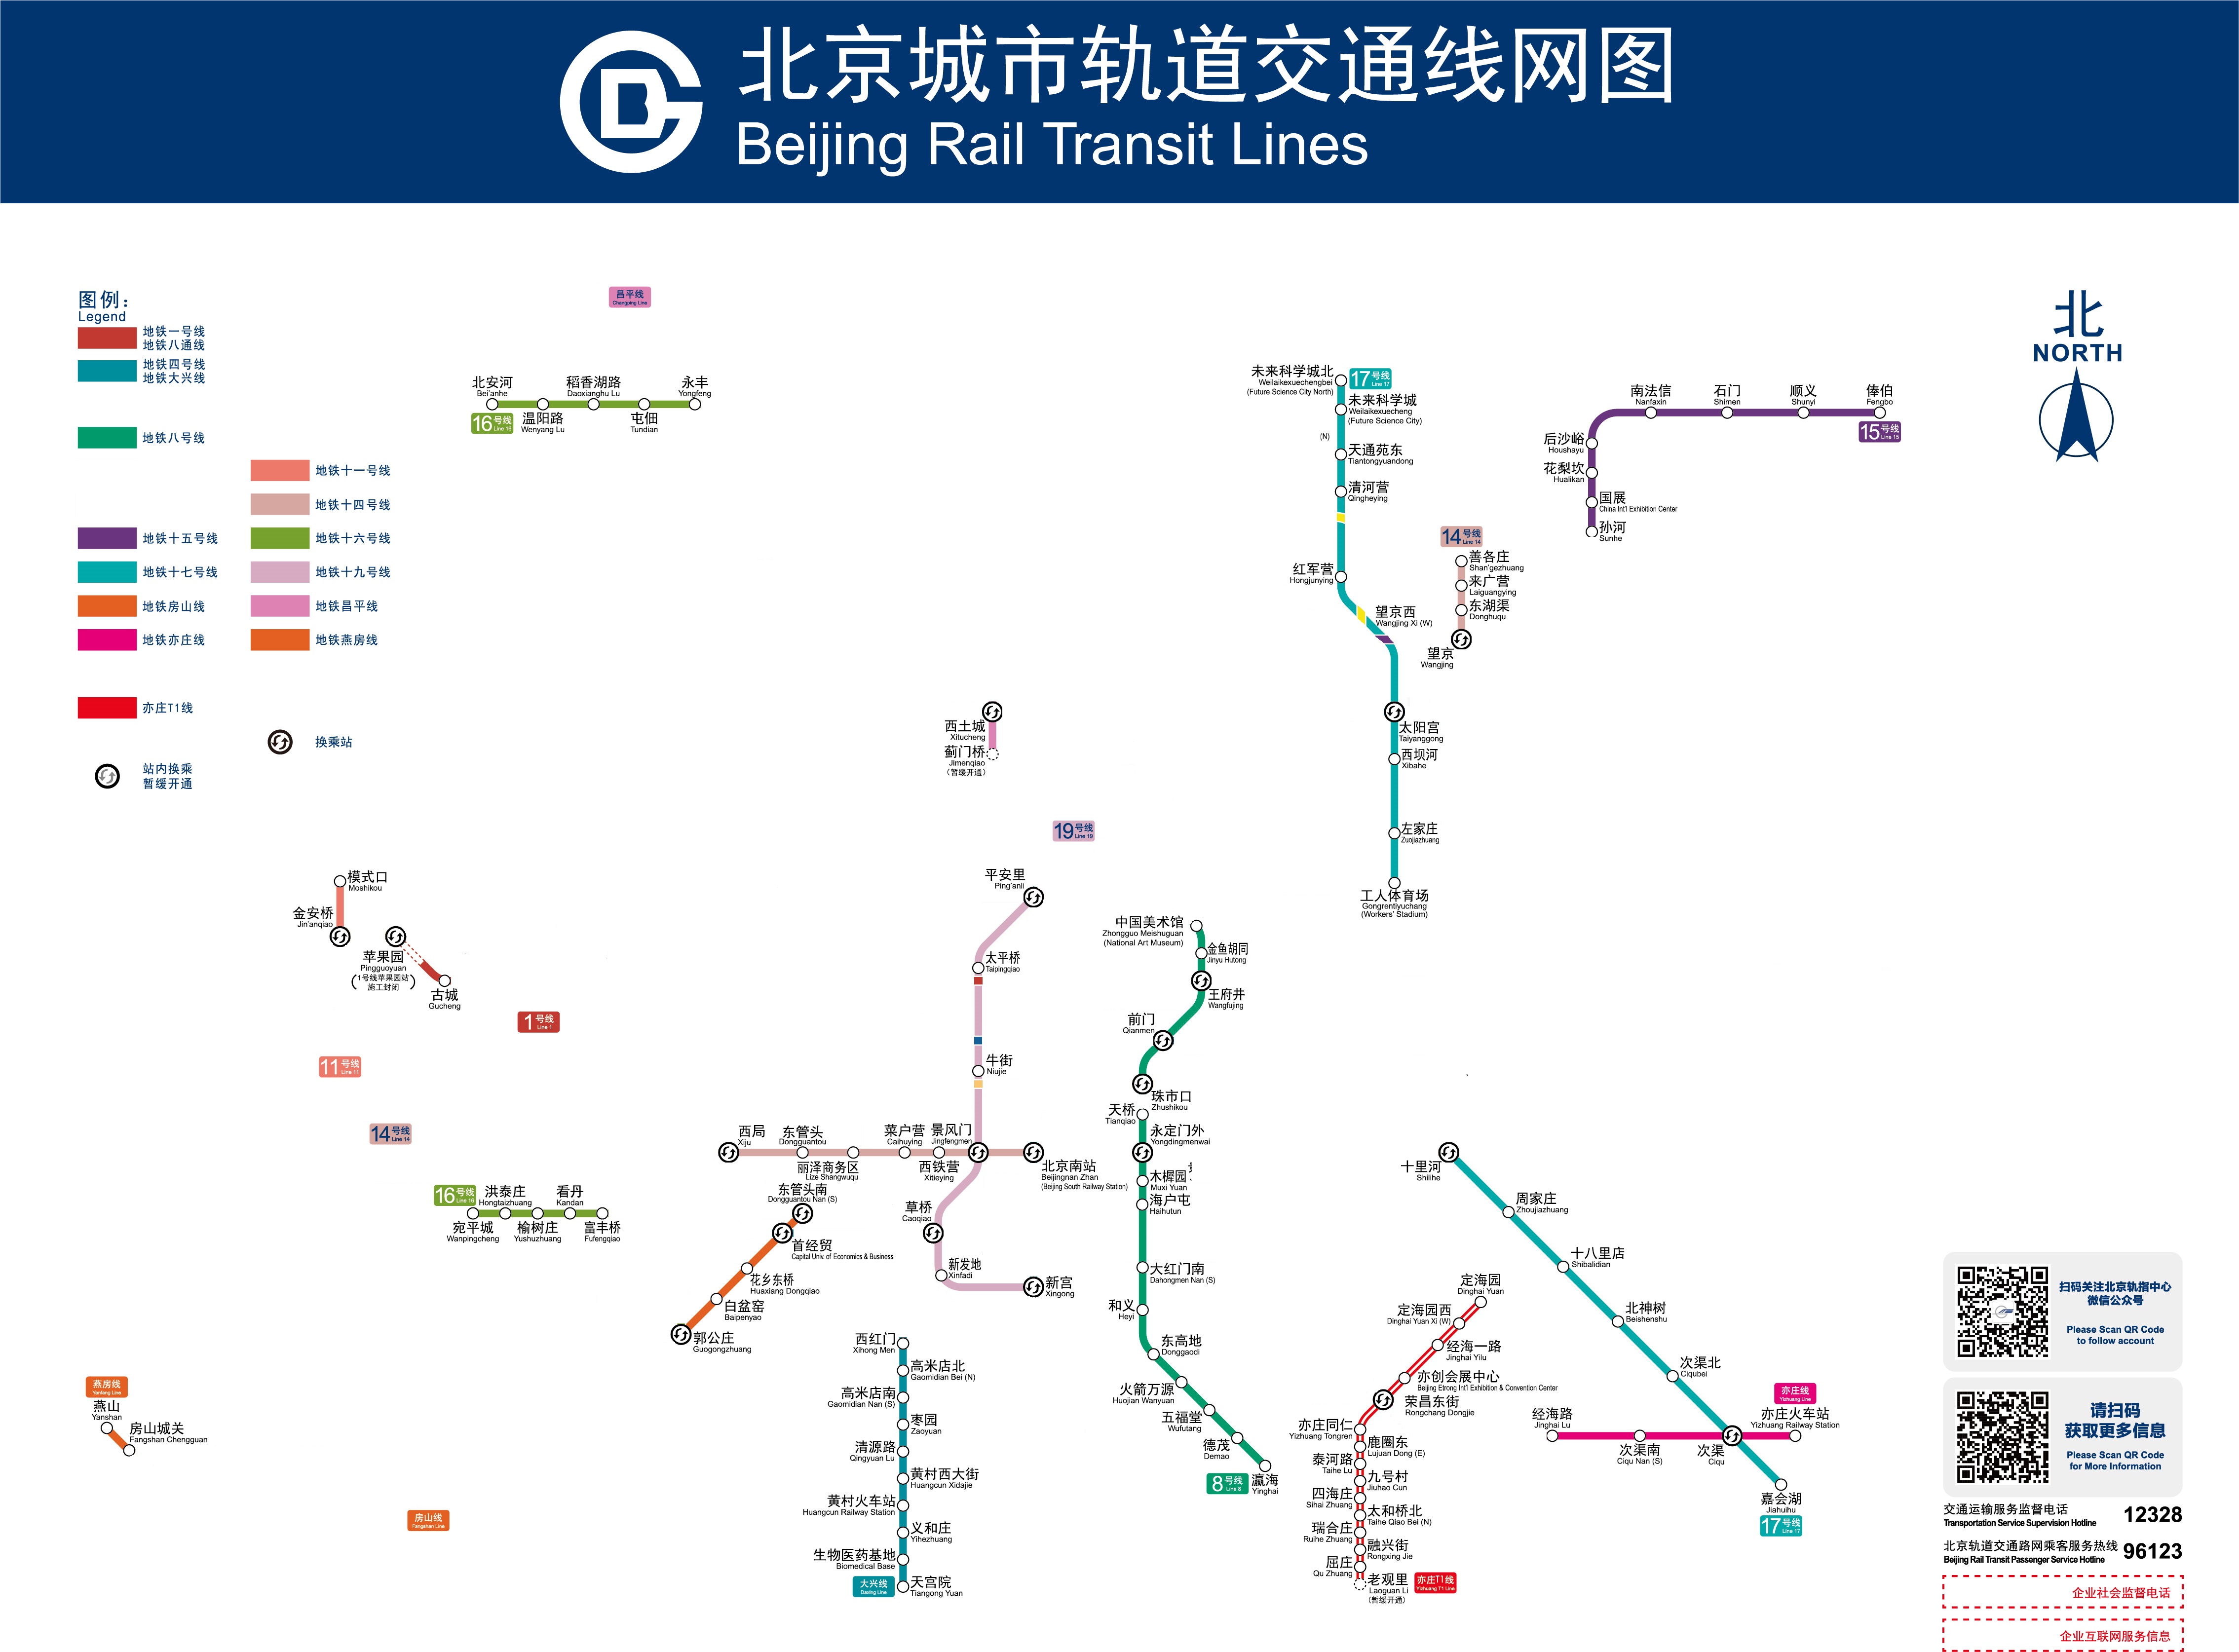 北京城市轨道交通线网图
Beijing Rail Transit Lines
图例：
Legend
地铁一号线
地铁八通线
地铁四号线
地铁大兴线
地铁八号线
地铁十一号线
地铁十四号线
地铁十五号线
地铁十六号线
地铁十七号线
地铁十九号线
地铁房山线
地铁昌平线
地铁亦庄线
地铁燕房线
亦庄T1线
换乘站
站内换乘
暂缓开通
北
NORTH
昌平线
Changping Line
北安河
Bei'anhe
稻香湖路
Daoxianghu Lu
永丰
Yongfeng
16号线
Line 16
温阳路
Wenyang Lu
屯佃
Tundian
未来科学城北
Weilaikexuechengbei
(Future Science City North)
17号线
Line 17
未来科学城
Weilaikexuecheng
(Future Science City)
(N)
天通苑东
Tiantongyuandong
清河营
Qingheying
红军营
Hongjunying
望京西
Wangjing Xi (W)
太阳宫
Taiyanggong
西坝河
Xibahe
左家庄
Zuojiazhuang
工人体育场
Gongrentiyuchang
(Workers' Stadium)
14号线
Line 14
善各庄
Shan'gezhuang
来广营
Laiguangying
东湖渠
Donghuqu
望京
Wangjing
南法信
Nanfaxin
石门
Shimen
顺义
Shunyi
俸伯
Fengbo
15号线
Line 15
后沙峪
Houshayu
花梨坎
Hualikan
国展
China Int'l Exhibition Center
孙河
Sunhe
西土城
Xitucheng
蓟门桥
Jimenqiao
（暂缓开通）
19号线
Line 19
平安里
Ping'anli
太平桥
Taipingqiao
牛街
Niujie
模式口
Moshikou
金安桥
Jin'anqiao
苹果园
Pingguoyuan
(1号线苹果园站
施工封闭)
古城
Gucheng
1号线
Line 1
11号线
Line 11
14号线
Line 14
中国美术馆
Zhongguo Meishuguan
(National Art Museum)
金鱼胡同
Jinyu Hutong
王府井
Wangfujing
前门
Qianmen
珠市口
Zhushikou
天桥
Tianqiao
永定门外
Yongdingmenwai
木樨园
Muxi Yuan
海户屯
Haihutun
大红门南
Dahongmen Nan (S)
和义
Heyi
东高地
Donggaodi
火箭万源
Huojian Wanyuan
五福堂
Wufutang
德茂
Demao
8号线
Line 8
瀛海
Yinghai
西局
Xiju
东管头
Dongguantou
丽泽商务区
Lize Shangwuqu
菜户营
Caihuying
西铁营
Xitieying
景风门
Jingfengmen
北京南站
Beijingnan Zhan
(Beijing South Railway Station)
16号线
Line 16
洪泰庄
Hongtaizhuang
看丹
Kandan
宛平城
Wanpingcheng
榆树庄
Yushuzhuang
富丰桥
Fufengqiao
东管头南
Dongguantou Nan (S)
首经贸
Capital Univ. of Economics & Business
花乡东桥
Huaxiang Dongqiao
白盆窑
Baipenyao
郭公庄
Guogongzhuang
草桥
Caoqiao
新发地
Xinfadi
新宫
Xingong
西红门
Xihong Men
高米店北
Gaomidian Bei (N)
高米店南
Gaomidian Nan (S)
枣园
Zaoyuan
清源路
Qingyuan Lu
黄村西大街
Huangcun Xidajie
黄村火车站
Huangcun Railway Station
义和庄
Yihezhuang
生物医药基地
Biomedical Base
大兴线
Daxing Line
天宫院
Tiangong Yuan
燕房线
Yanfang Line
燕山
Yanshan
房山城关
Fangshan Chengguan
房山线
Fangshan Line
定海园
Dinghai Yuan
定海园西
Dinghai Yuan Xi (W)
经海一路
Jinghai Yilu
亦创会展中心
Beijing Etrong Int'l Exhibition & Convention Center
荣昌东街
Rongchang Dongjie
亦庄同仁
Yizhuang Tongren
鹿圈东
Lujuan Dong (E)
泰河路
Taihe Lu
九号村
Jiuhao Cun
四海庄
Sihai Zhuang
太和桥北
Taihe Qiao Bei (N)
瑞合庄
Ruihe Zhuang
融兴街
Rongxing Jie
屈庄
Qu Zhuang
老观里
Laoguan Li
（暂缓开通）
亦庄T1线
Yizhuang T1 Line
十里河
Shilihe
周家庄
Zhoujiazhuang
十八里店
Shibalidian
北神树
Beishenshu
次渠北
Ciqubei
次渠
Ciqu
嘉会湖
Jiahuihu
17号线
Line 17
经海路
Jinghai Lu
次渠南
Ciqu Nan (S)
亦庄线
Yizhuang Line
亦庄火车站
Yizhuang Railway Station
扫码关注北京轨指中心
微信公众号
Please Scan QR Code
to follow account
请扫码
获取更多信息
Please Scan QR Code
for More Information
交通运输服务监督电话
Transportation Service Supervision Hotline
12328
北京轨道交通路网乘客服务热线
Beijing Rail Transit Passenger Service Hotline
96123
企业社会监督电话
企业互联网服务信息